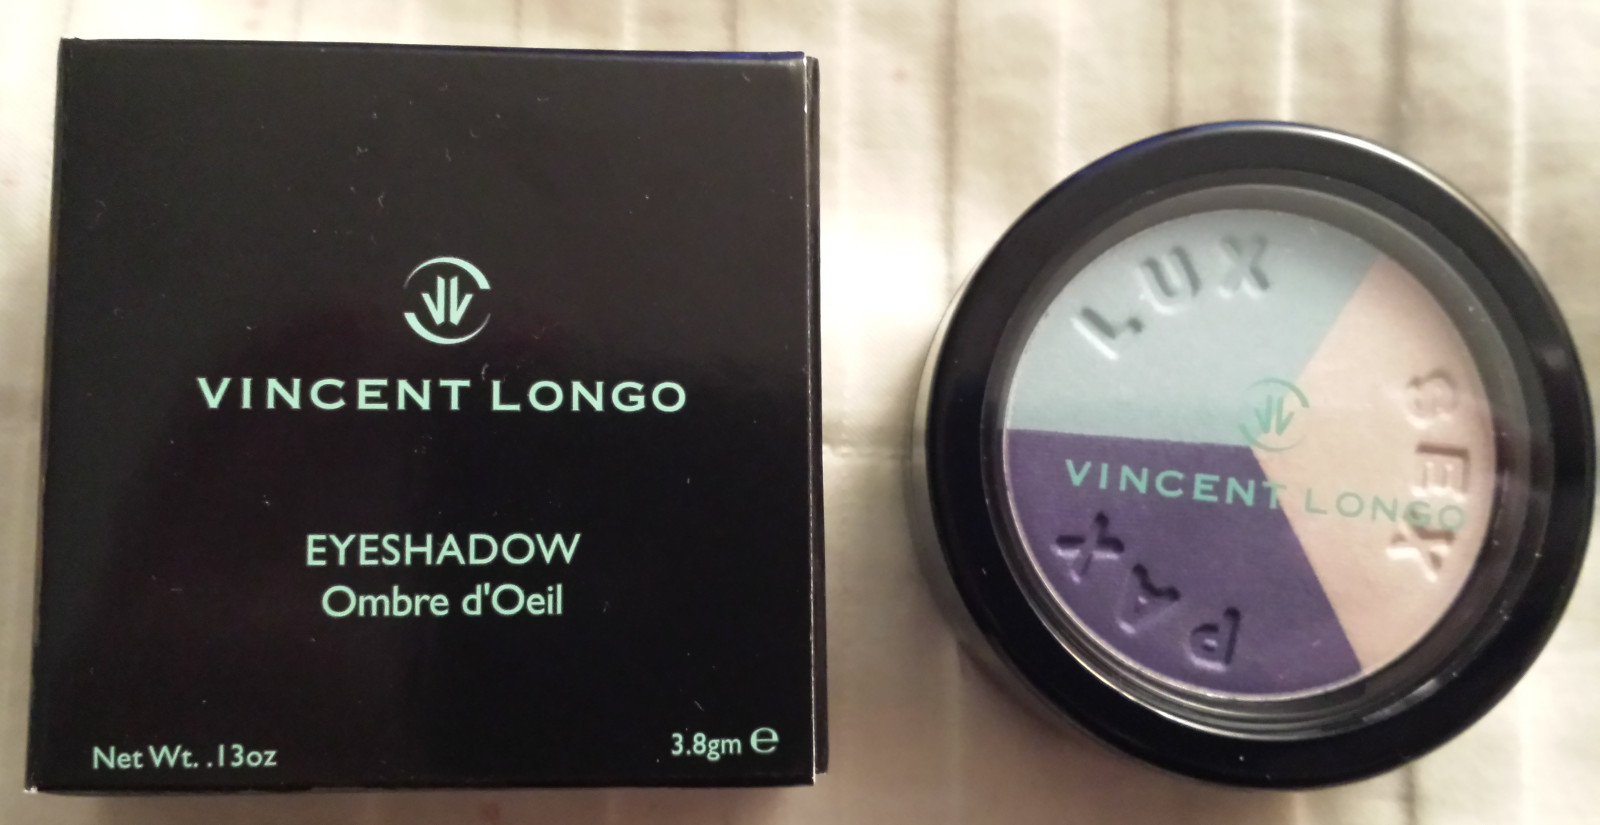 VINCENT LONGO
EYESHADOW
Ombre d'Oeil
Net Wt. .13oz
3.8gm ℮
LUX
SEX
PAX
VINCENT LONGO